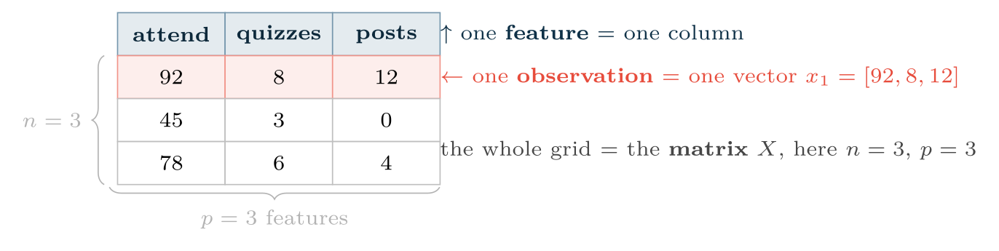 attend quizzes posts ↑ one feature = one column
92 8 12 ← one observation = one vector x₁ = [92, 8, 12]
n = 3 45 3 0
the whole grid = the matrix X, here n = 3, p = 3
78 6 4
p = 3 features